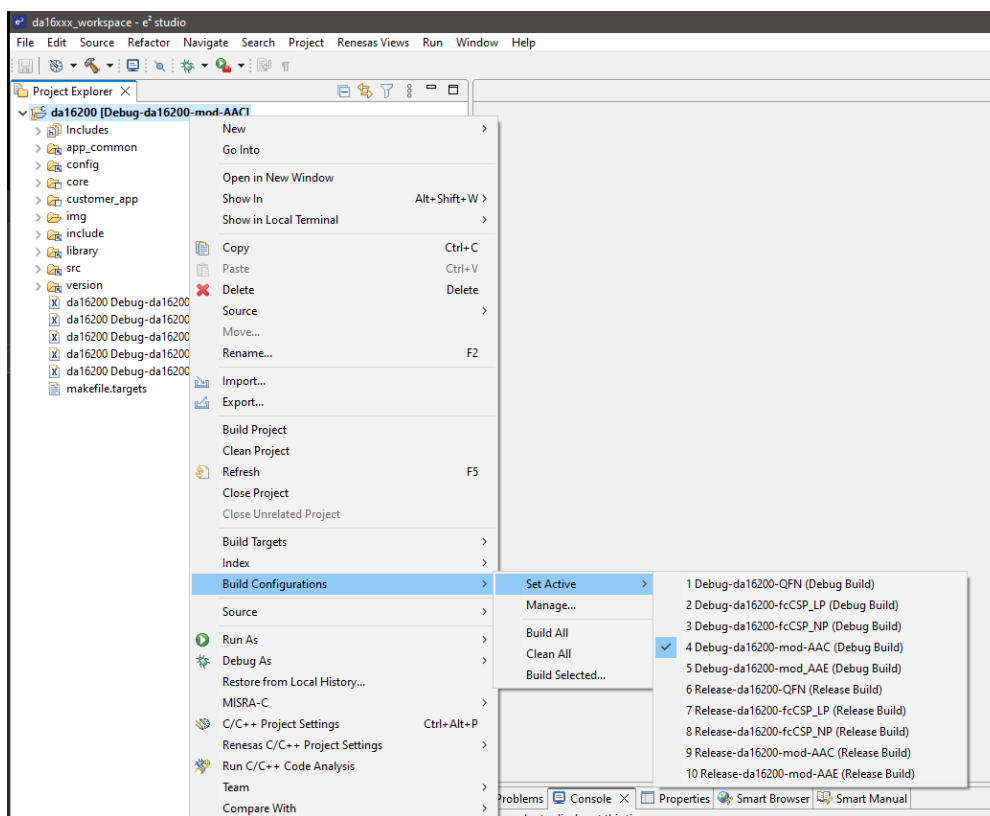 da16xxx_workspace - e² studio
File Edit Source Refactor Navigate Search Project Renesas Views Run Window Help
Project Explorer
da16200 [Debug-da16200-mod-AAC]
Includes
app_common
config
core
customer_app
img
include
library
src
version
da16200 Debug-da16200
da16200 Debug-da16200
da16200 Debug-da16200
da16200 Debug-da16200
da16200 Debug-da16200
makefile.targets
New
Go Into
Open in New Window
Show In Alt+Shift+W
Show in Local Terminal
Copy Ctrl+C
Paste Ctrl+V
Delete Delete
Source
Move...
Rename... F2
Import...
Export...
Build Project
Clean Project
Refresh F5
Close Project
Close Unrelated Project
Build Targets
Index
Build Configurations
Source
Run As
Debug As
Restore from Local History...
MISRA-C
C/C++ Project Settings Ctrl+Alt+P
Renesas C/C++ Project Settings
Run C/C++ Code Analysis
Team
Compare With
Set Active
Manage...
Build All
Clean All
Build Selected...
1 Debug-da16200-QFN (Debug Build)
2 Debug-da16200-fcCSP_LP (Debug Build)
3 Debug-da16200-fcCSP_NP (Debug Build)
4 Debug-da16200-mod-AAC (Debug Build)
5 Debug-da16200-mod_AAE (Debug Build)
6 Release-da16200-QFN (Release Build)
7 Release-da16200-fcCSP_LP (Release Build)
8 Release-da16200-fcCSP_NP (Release Build)
9 Release-da16200-mod-AAC (Release Build)
10 Release-da16200-mod-AAE (Release Build)
Problems Console Properties Smart Browser Smart Manual